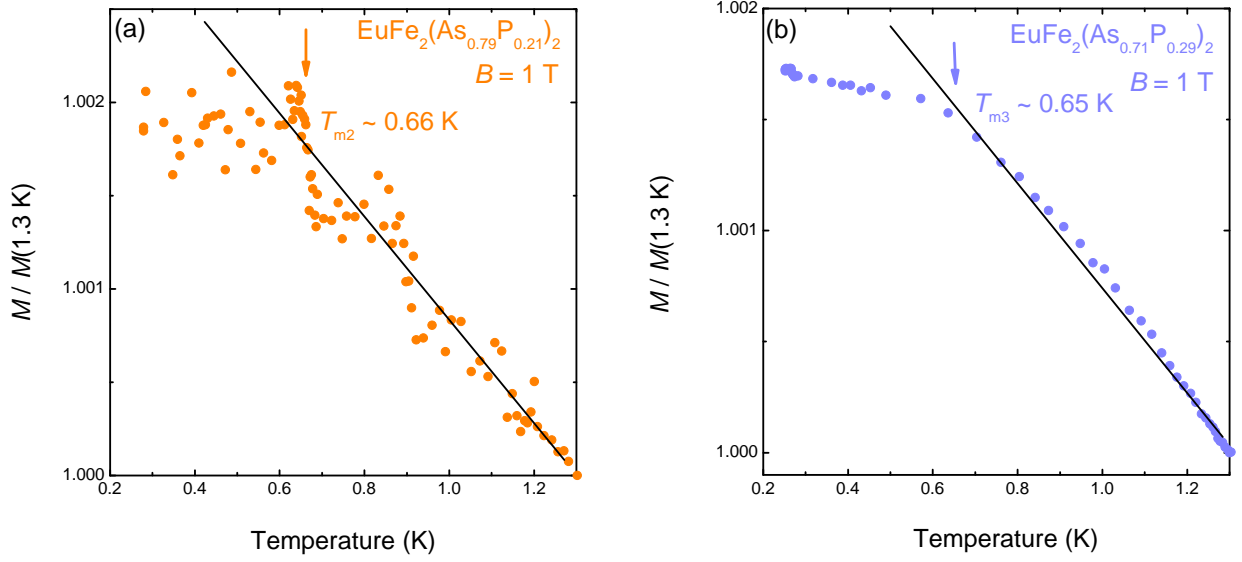 (a)
EuFe2(As0.79P0.21)2
B = 1 T
Tm2 ~ 0.66 K
1.002
1.001
1.000
M / M(1.3 K)
0.2 0.4 0.6 0.8 1.0 1.2
Temperature (K)
(b)
EuFe2(As0.71P0.29)2
B = 1 T
Tm3 ~ 0.65 K
1.002
1.001
1.000
M / M(1.3 K)
0.2 0.4 0.6 0.8 1.0 1.2
Temperature (K)